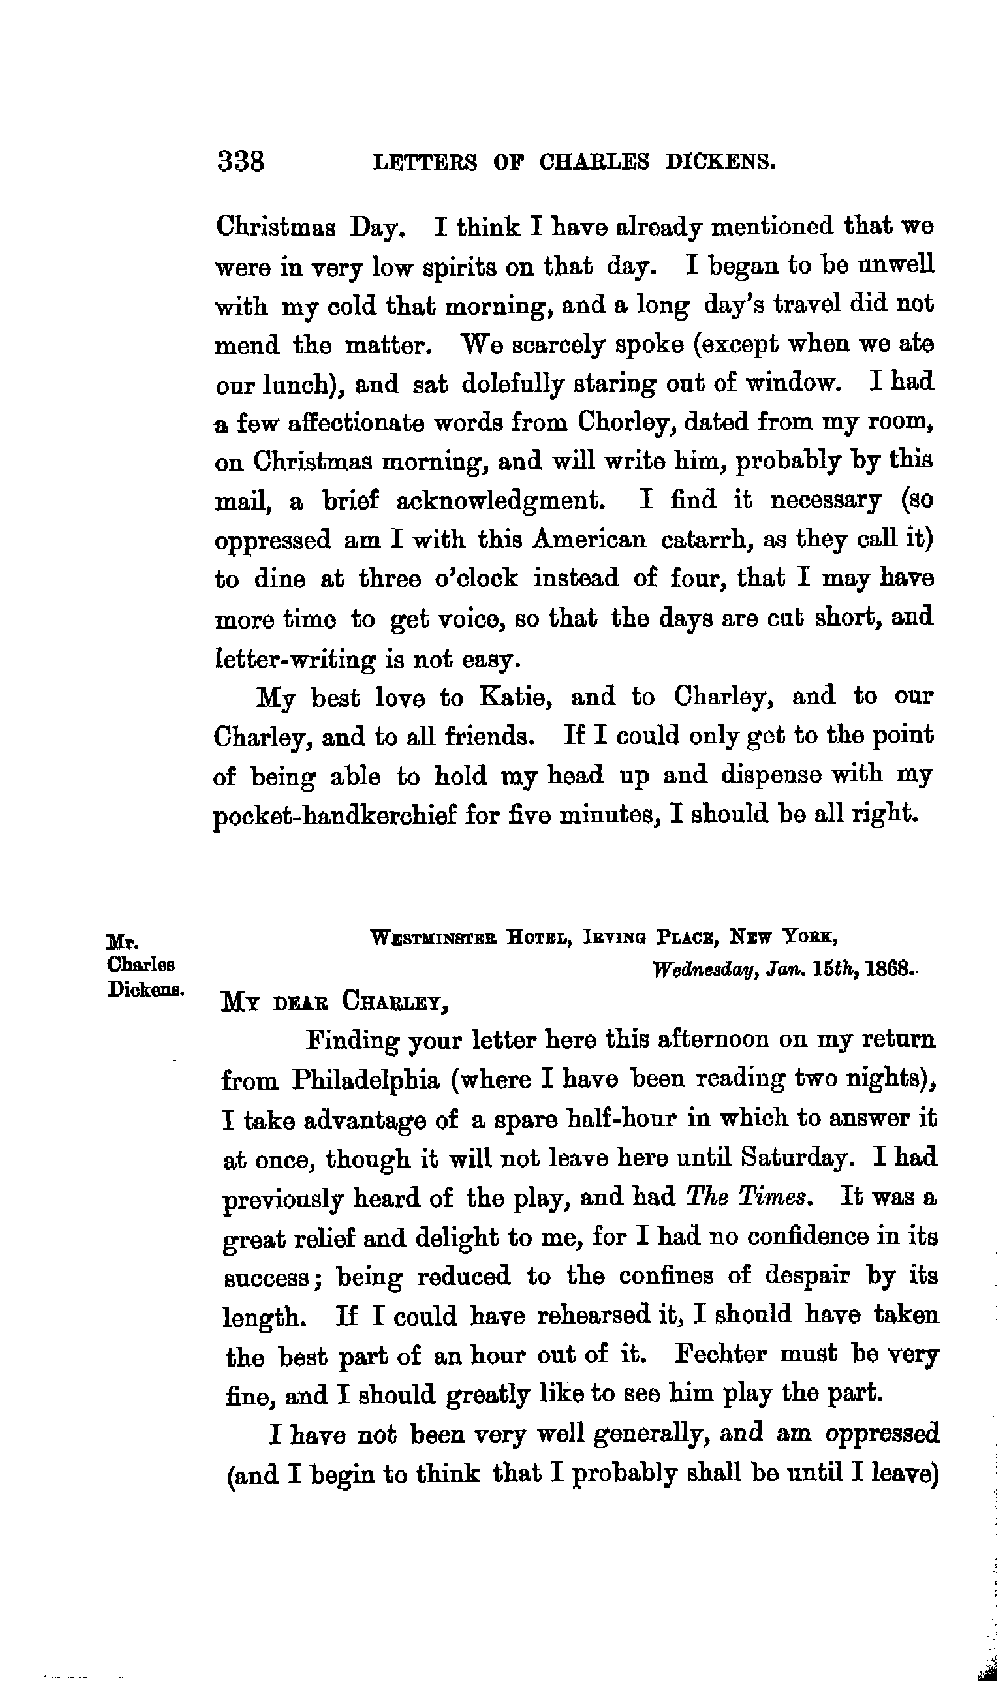 338 LETTERS OF CHARLES DICKENS.
Christmas Day. I think I have already mentioned that we
were in very low spirits on that day. I began to be unwell
with my cold that morning, and a long day's travel did not
mend the matter. We scarcely spoke (except when we ate
our lunch), and sat dolefully staring out of window. I had
a few affectionate words from Chorley, dated from my room,
on Christmas morning, and will write him, probably by this
mail, a brief acknowledgment. I find it necessary (so
oppressed am I with this American catarrh, as they call it)
to dine at three o'clock instead of four, that I may have
more time to get voice, so that the days are cut short, and
letter-writing is not easy.
My best love to Katie, and to Charley, and to our
Charley, and to all friends. If I could only get to the point
of being able to hold my head up and dispense with my
pocket-handkerchief for five minutes, I should be all right.
Mr.
Charles
Dickens.
WESTMINSTER HOTEL, IRVING PLACE, NEW YORK,
Wednesday, Jan. 15th, 1868.
MY DEAR CHARLEY,
Finding your letter here this afternoon on my return
from Philadelphia (where I have been reading two nights),
I take advantage of a spare half-hour in which to answer it
at once, though it will not leave here until Saturday. I had
previously heard of the play, and had The Times. It was a
great relief and delight to me, for I had no confidence in its
success; being reduced to the confines of despair by its
length. If I could have rehearsed it, I should have taken
the best part of an hour out of it. Fechter must be very
fine, and I should greatly like to see him play the part.
I have not been very well generally, and am oppressed
(and I begin to think that I probably shall be until I leave)